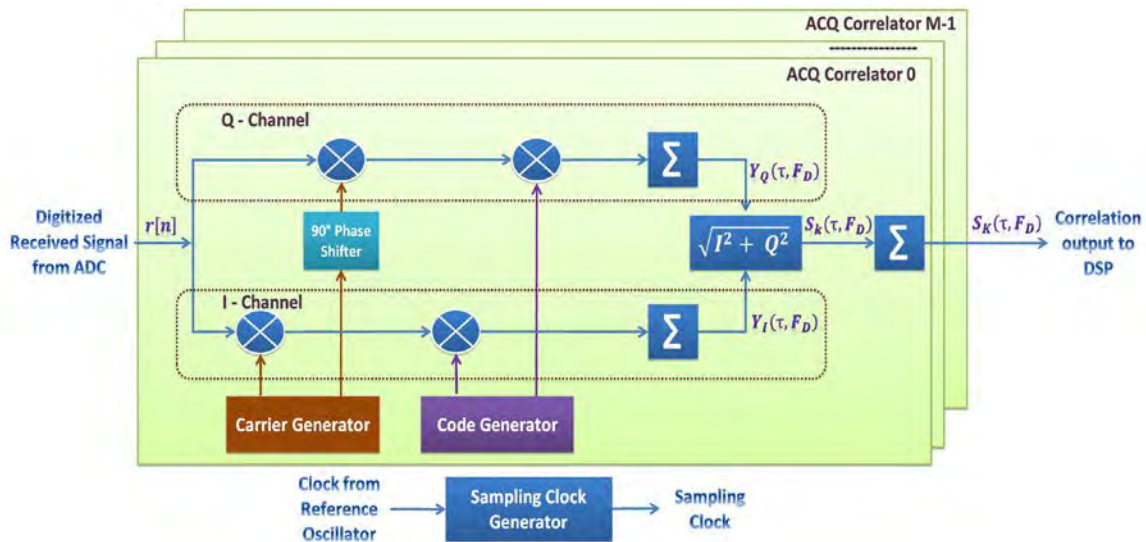 ACQ Correlator M-1
----------------
ACQ Correlator 0
Q - Channel
Y_Q(τ, F_D)
Digitized
Received Signal
from ADC
r[n]
90° Phase
Shifter
√I² + Q²
S_k(τ, F_D)
Σ
Σ
S_K(τ, F_D)
Correlation
output to
DSP
I - Channel
Σ
Y_I(τ, F_D)
Carrier Generator
Code Generator
Clock from
Reference
Oscillator
Sampling Clock
Generator
Sampling
Clock